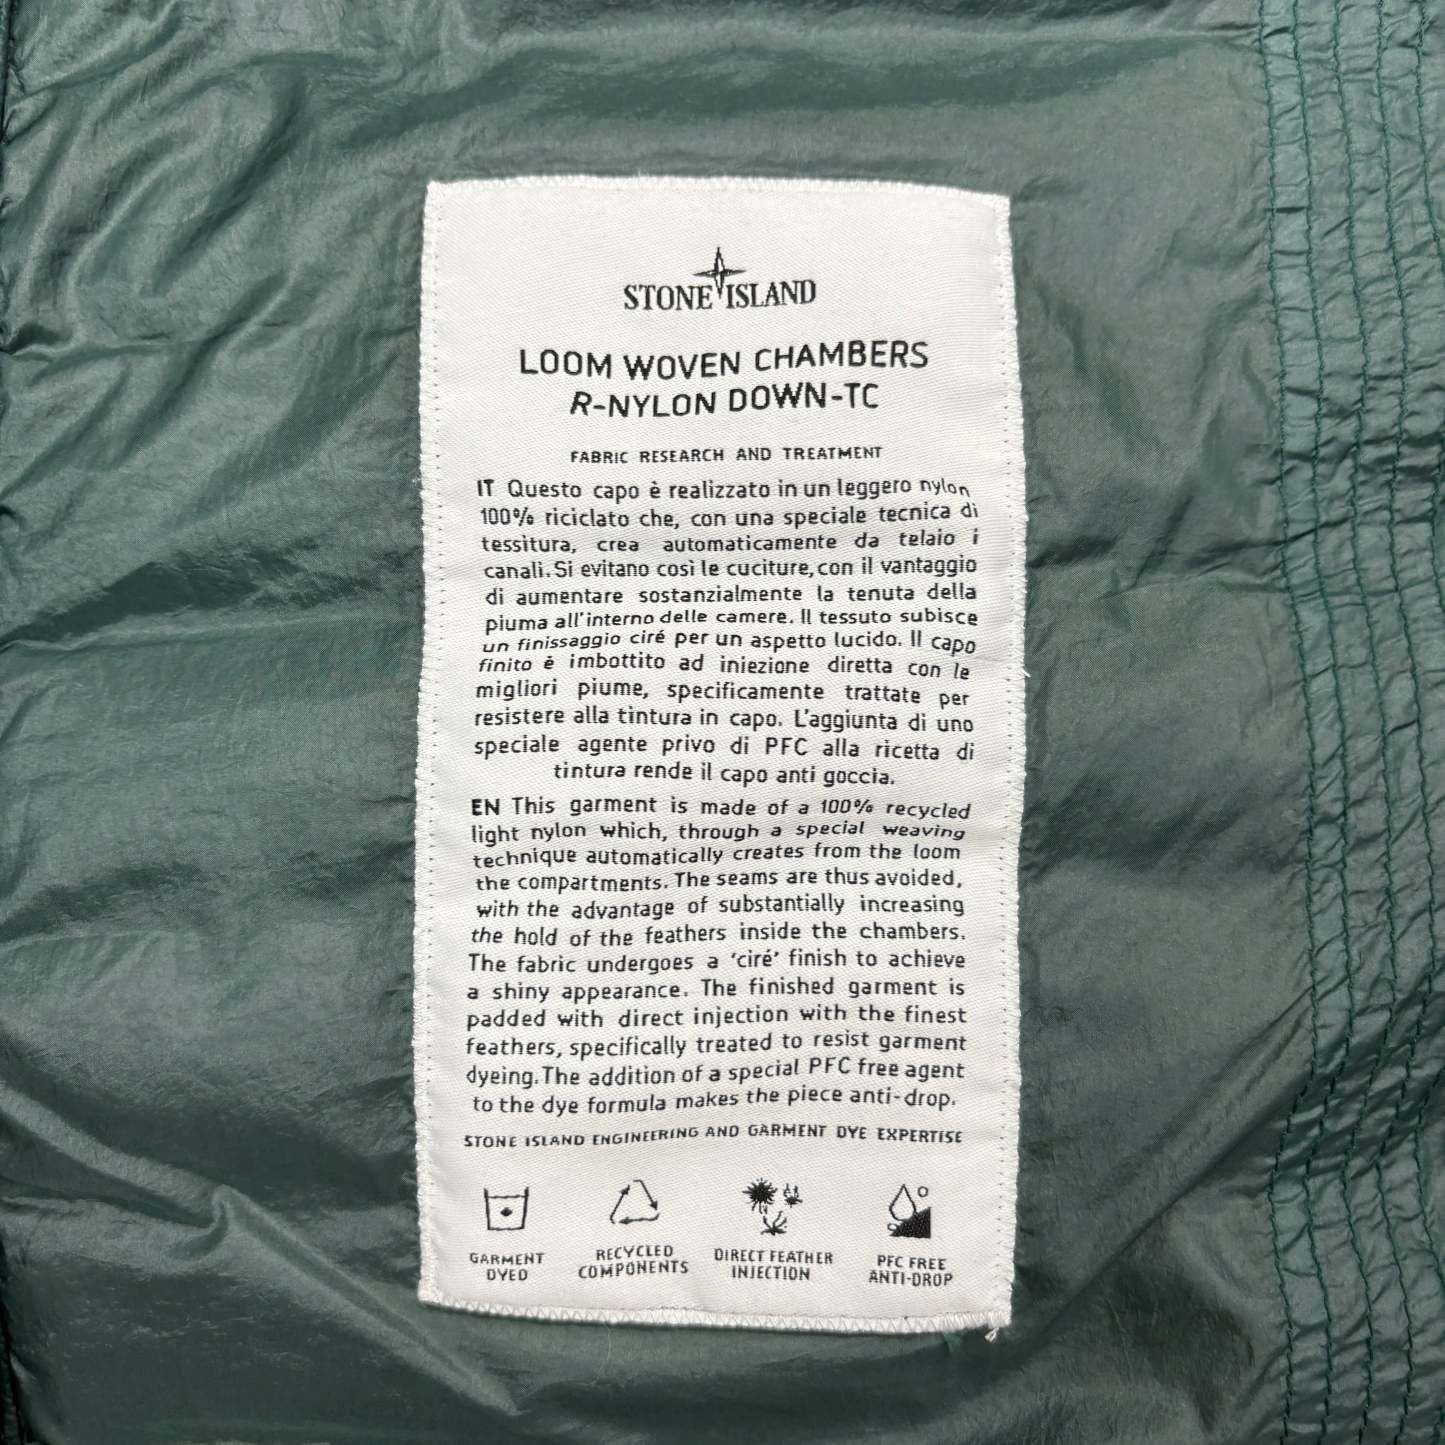 STONE ISLAND
LOOM WOVEN CHAMBERS
R-NYLON DOWN-TC
FABRIC RESEARCH AND TREATMENT
IT Questo capo è realizzato in un leggero nylon
100% riciclato che, con una speciale tecnica di
tessitura, crea automaticamente da telaio i
canali. Si evitano così le cuciture, con il vantaggio
di aumentare sostanzialmente la tenuta della
piuma all'interno delle camere. Il tessuto subisce
un finissaggio ciré per un aspetto lucido. Il capo
finito è imbottito ad iniezione diretta con le
migliori piume, specificamente trattate per
resistere alla tintura in capo. L'aggiunta di uno
speciale agente privo di PFC alla ricetta di
tintura rende il capo anti goccia.
EN This garment is made of a 100% recycled
light nylon which, through a special weaving
technique automatically creates from the loom
the compartments. The seams are thus avoided,
with the advantage of substantially increasing
the hold of the feathers inside the chambers.
The fabric undergoes a 'ciré' finish to achieve
a shiny appearance. The finished garment is
padded with direct injection with the finest
feathers, specifically treated to resist garment
dyeing. The addition of a special PFC free agent
to the dye formula makes the piece anti-drop.
STONE ISLAND ENGINEERING AND GARMENT DYE EXPERTISE
GARMENT DYED
RECYCLED COMPONENTS
DIRECT FEATHER INJECTION
PFC FREE ANTI-DROP